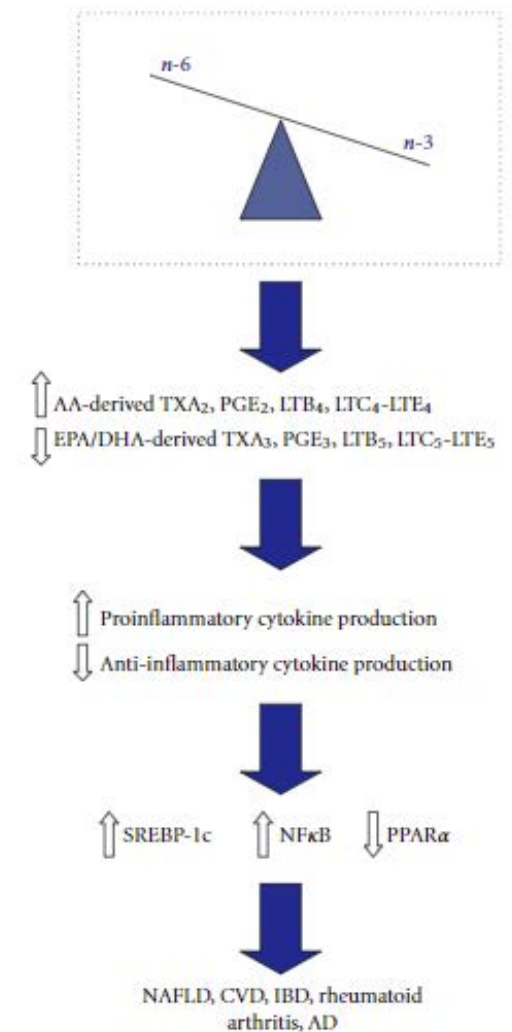 n-6
n-3
AA-derived TXA₂, PGE₂, LTB₄, LTC₄-LTE₄
EPA/DHA-derived TXA₃, PGE₃, LTB₅, LTC₅-LTE₅
Proinflammatory cytokine production
Anti-inflammatory cytokine production
SREBP-1c NFκB PPARα
NAFLD, CVD, IBD, rheumatoid
arthritis, AD